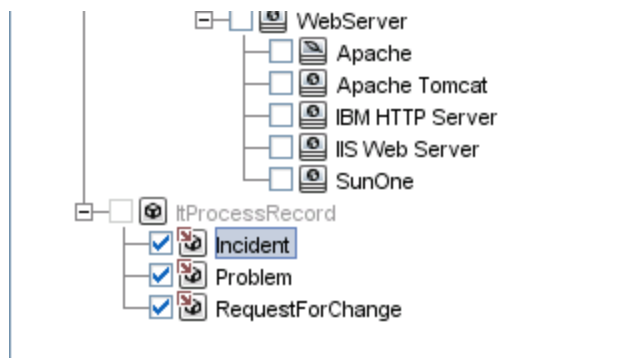 WebServer
Apache
Apache Tomcat
IBM HTTP Server
IIS Web Server
SunOne
ItProcessRecord
Incident
Problem
RequestForChange